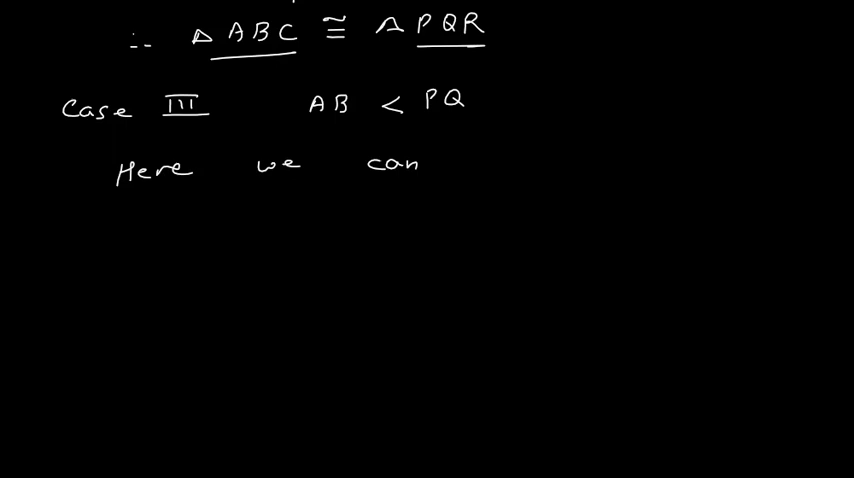 ∴ △ ABC ≅ △ PQR
Case III AB < PQ
Here we can